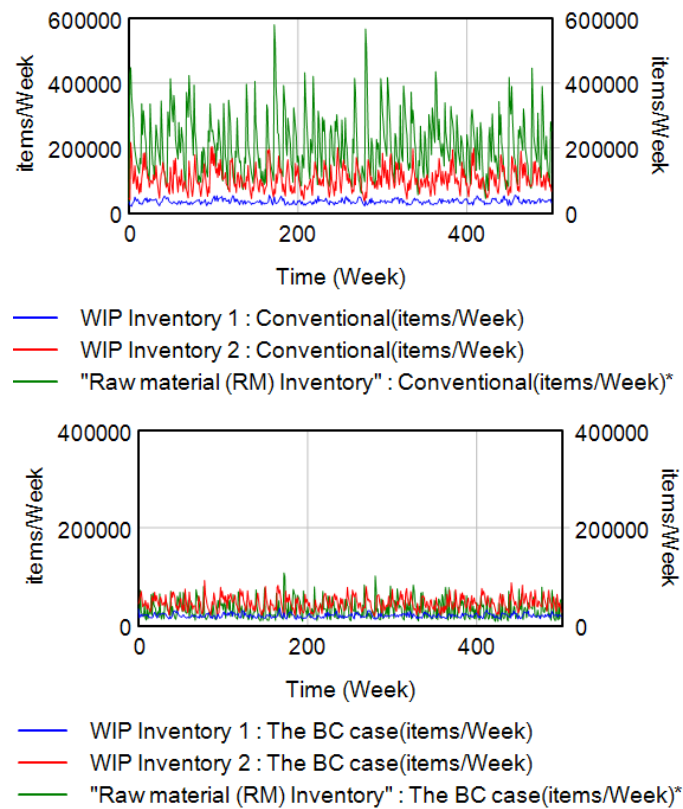 600000
400000
200000
0
items/Week
600000
400000
200000
0
items/Week
0
200
400
Time (Week)
WIP Inventory 1 : Conventional(items/Week)
WIP Inventory 2 : Conventional(items/Week)
"Raw material (RM) Inventory" : Conventional(items/Week)*
400000
200000
0
items/Week
400000
200000
0
items/Week
0
200
400
Time (Week)
WIP Inventory 1 : The BC case(items/Week)
WIP Inventory 2 : The BC case(items/Week)
"Raw material (RM) Inventory" : The BC case(items/Week)*